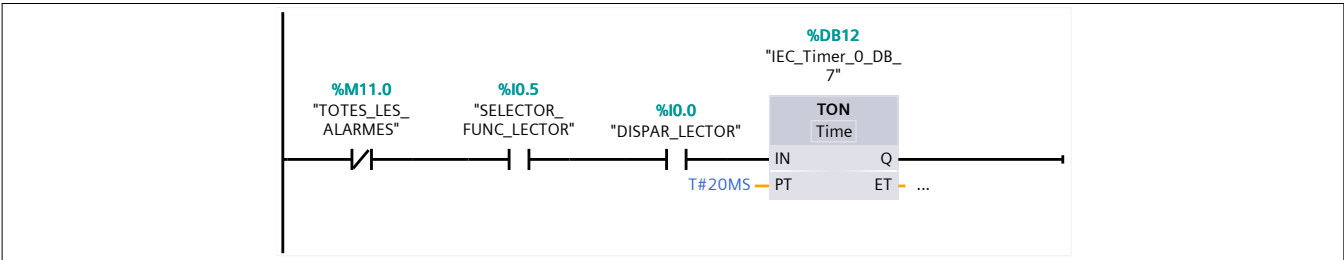 %DB12
"IEC_Timer_0_DB_
7"
%M11.0
"TOTES_LES_
ALARMES"
%I0.5
"SELECTOR_
FUNC_LECTOR"
%I0.0
"DISPAR_LECTOR"
TON
Time
IN Q
T#20MS PT ET ...